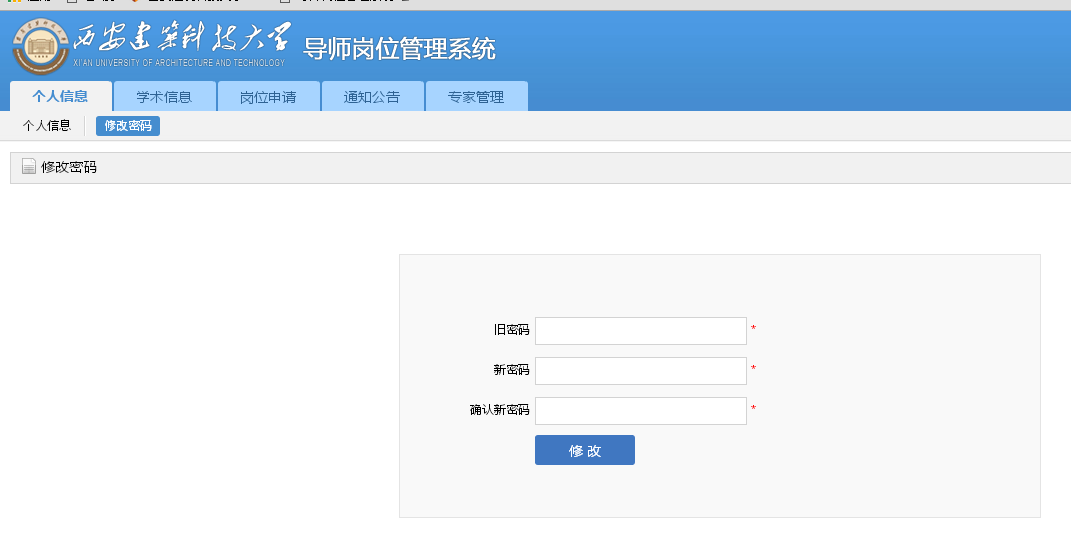 西安建筑科技大学
XI'AN UNIVERSITY OF ARCHITECTURE AND TECHNOLOGY
导师岗位管理系统
个人信息 学术信息 岗位申请 通知公告 专家管理
个人信息 修改密码
修改密码
旧密码 *
新密码 *
确认新密码 *
修 改